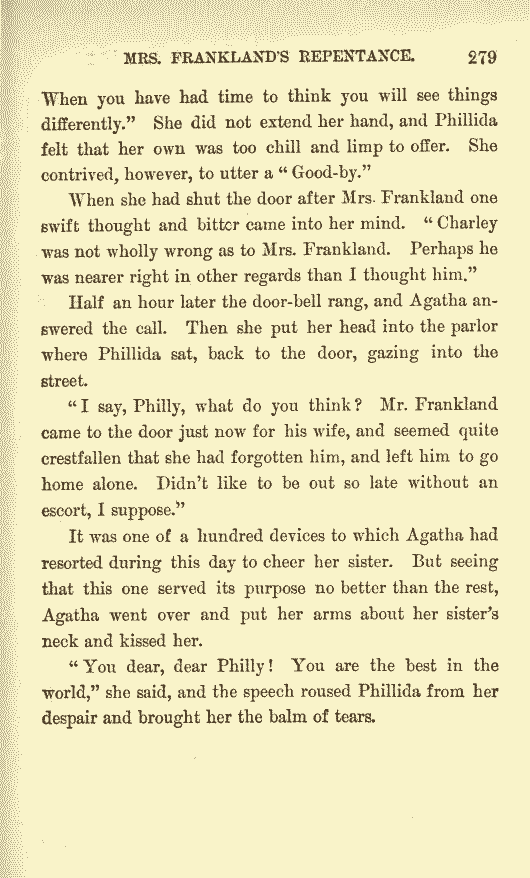 MRS. FRANKLAND'S REPENTANCE. 279
When you have had time to think you will see things
differently." She did not extend her hand, and Phillida
felt that her own was too chill and limp to offer. She
contrived, however, to utter a "Good-by."
When she had shut the door after Mrs. Frankland one
swift thought and bitter came into her mind. "Charley
was not wholly wrong as to Mrs. Frankland. Perhaps he
was nearer right in other regards than I thought him."
Half an hour later the door-bell rang, and Agatha an-
swered the call. Then she put her head into the parlor
where Phillida sat, back to the door, gazing into the
street.
"I say, Philly, what do you think? Mr. Frankland
came to the door just now for his wife, and seemed quite
crestfallen that she had forgotten him, and left him to go
home alone. Didn't like to be out so late without an
escort, I suppose."
It was one of a hundred devices to which Agatha had
resorted during this day to cheer her sister. But seeing
that this one served its purpose no better than the rest,
Agatha went over and put her arms about her sister's
neck and kissed her.
"You dear, dear Philly! You are the best in the
world," she said, and the speech roused Phillida from her
despair and brought her the balm of tears.